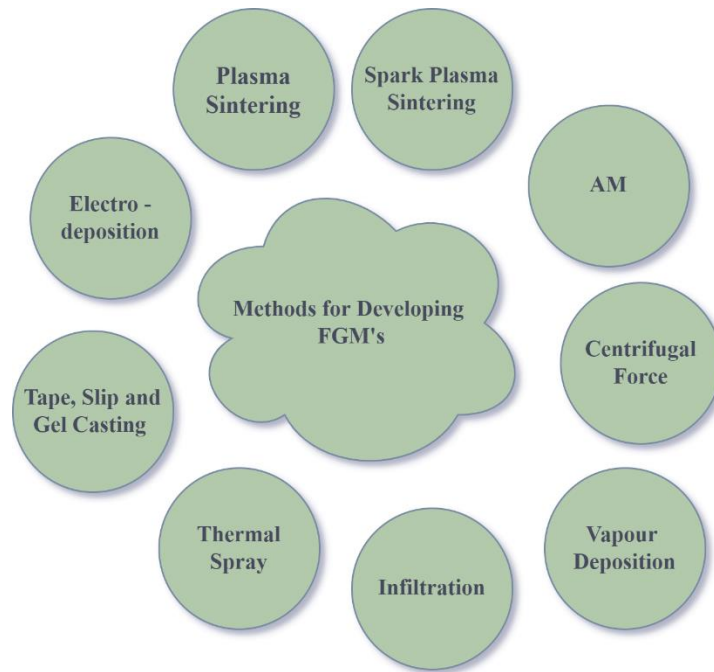 Plasma
Sintering
Spark Plasma
Sintering
AM
Electro -
deposition
Methods for Developing
FGM's
Centrifugal
Force
Tape, Slip and
Gel Casting
Thermal
Spray
Infiltration
Vapour
Deposition